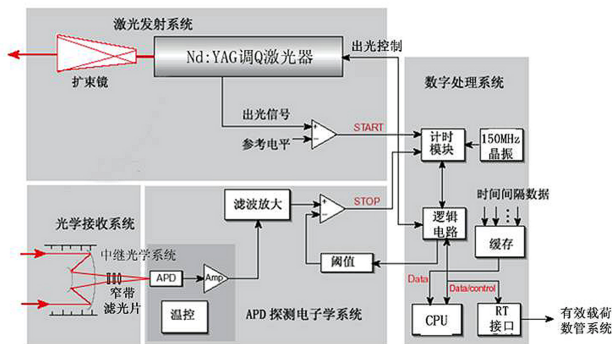 激光发射系统
Nd:YAG调Q激光器
扩束镜
出光控制
出光信号
参考电平
START
数字处理系统
计时
模块
150MHz
晶振
时间间隔数据
逻辑
电路
缓存
Data
Data/control
CPU
RT
接口
有效载荷
数管系统
光学接收系统
中继光学系统
窄带
滤光片
APD
Amp
温控
滤波放大
STOP
阈值
APD 探测电子学系统